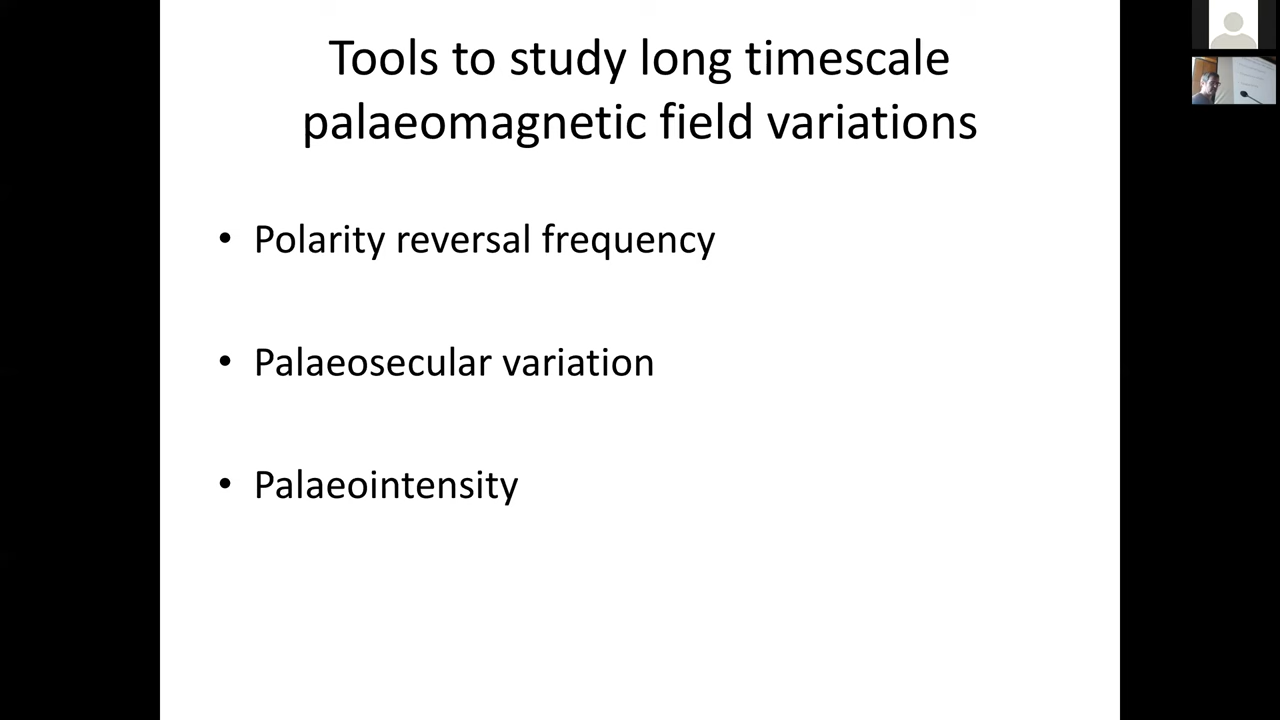 Tools to study long timescale
palaeomagnetic field variations
• Polarity reversal frequency
• Palaeosecular variation
• Palaeointensity